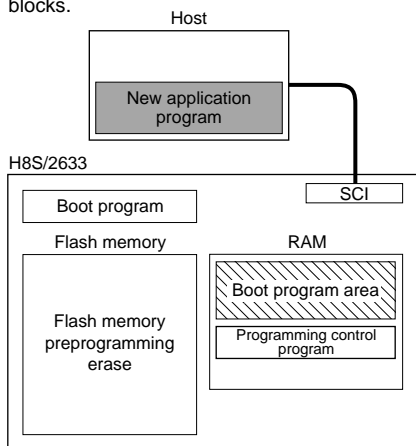 blocks.
Host
New application
program
H8S/2633
SCI
Boot program
Flash memory
RAM
Boot program area
Flash memory
preprogramming
erase
Programming control
program